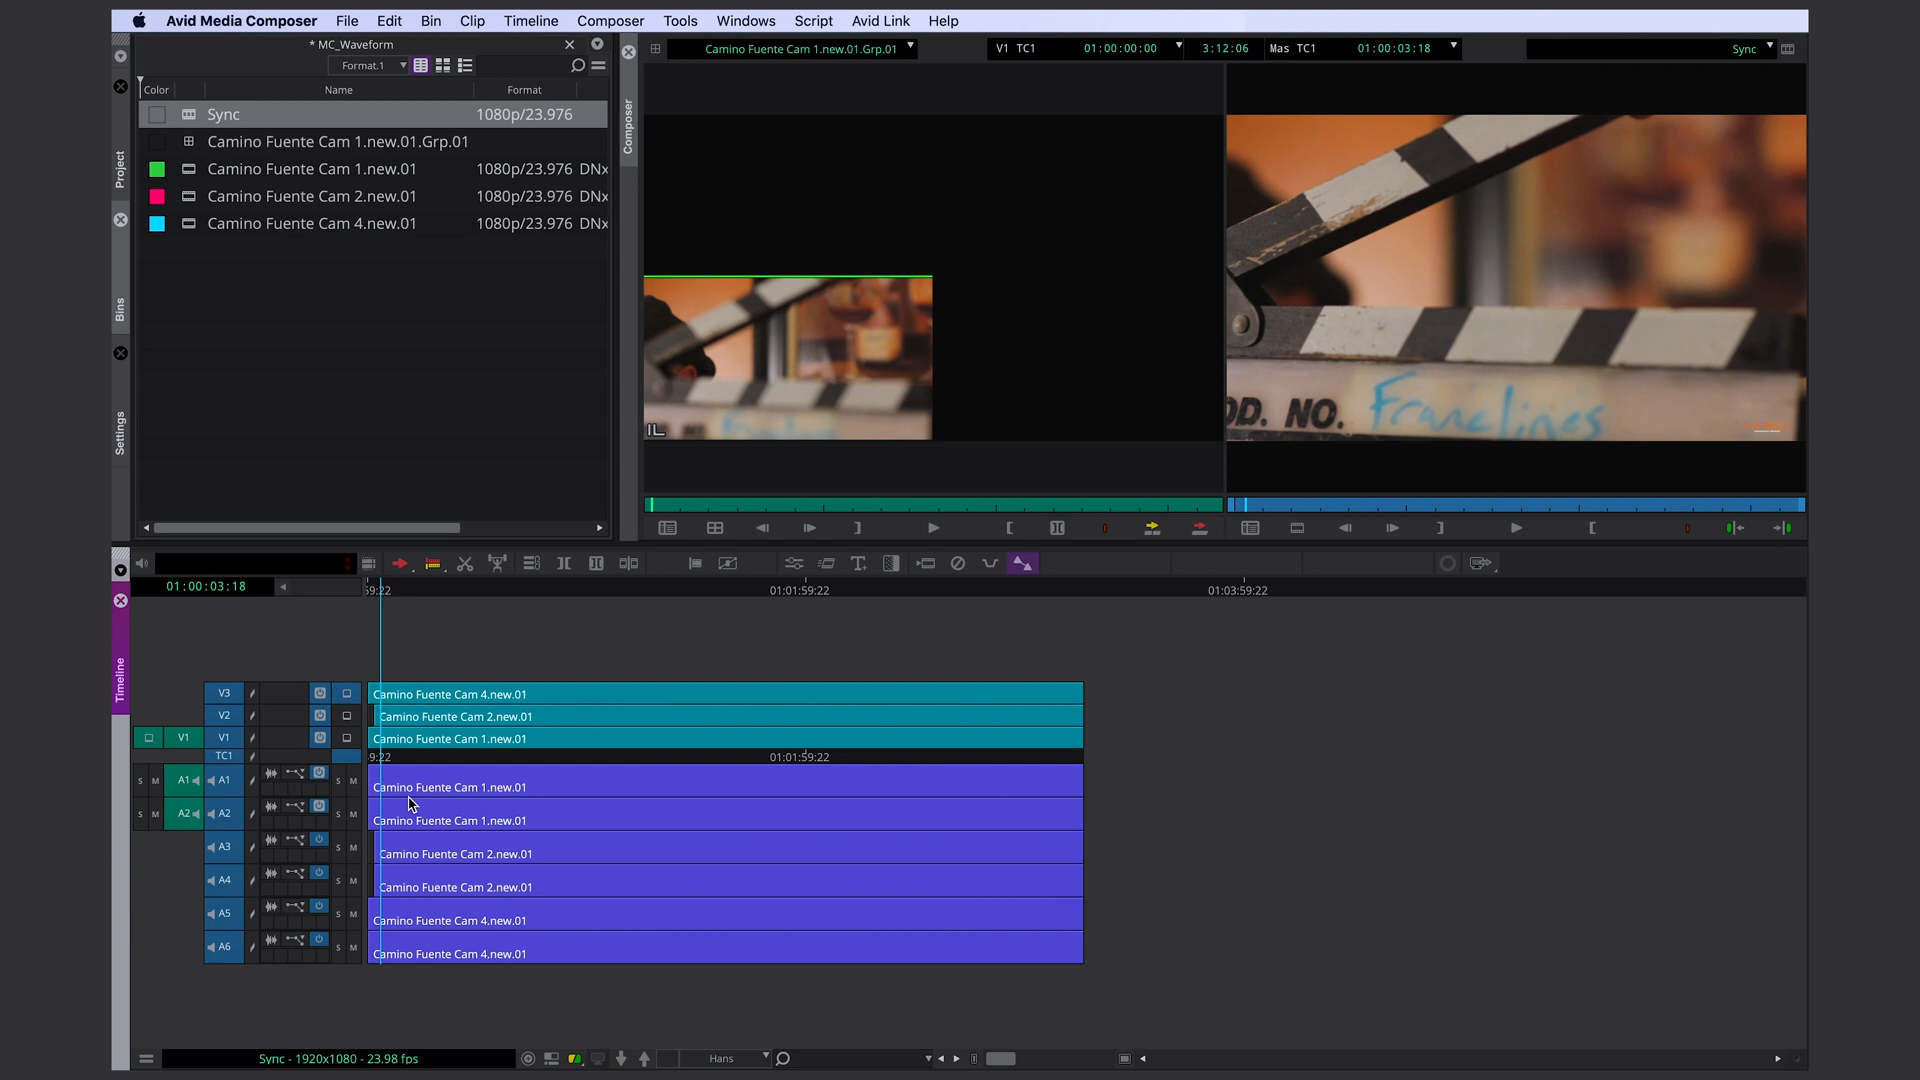 Avid Media Composer File Edit Bin Clip Timeline Composer Tools Windows Script Avid Link Help
* MC_Waveform
Format.1
Color Name Format
Sync 1080p/23.976
Camino Fuente Cam 1.new.01.Grp.01
Camino Fuente Cam 1.new.01 1080p/23.976 DNx
Camino Fuente Cam 2.new.01 1080p/23.976 DNx
Camino Fuente Cam 4.new.01 1080p/23.976 DNx
Project
Bins
Settings
Composer
Camino Fuente Cam 1.new.01.Grp.01 V1 TC1 01:00:00:00 3:12:06 Mas TC1 01:00:03:18 Sync
OD. NO. Framelines
Timeline
01:00:03:18
59:22 01:01:59:22 01:03:59:22
V3 Camino Fuente Cam 4.new.01
V2 Camino Fuente Cam 2.new.01
V1 V1 Camino Fuente Cam 1.new.01
TC1 9:22 01:01:59:22
S M A1 A1 S M Camino Fuente Cam 1.new.01
S M A2 A2 S M Camino Fuente Cam 1.new.01
A3 S M Camino Fuente Cam 2.new.01
A4 S M Camino Fuente Cam 2.new.01
A5 S M Camino Fuente Cam 4.new.01
A6 S M Camino Fuente Cam 4.new.01
Sync - 1920x1080 - 23.98 fps Hans